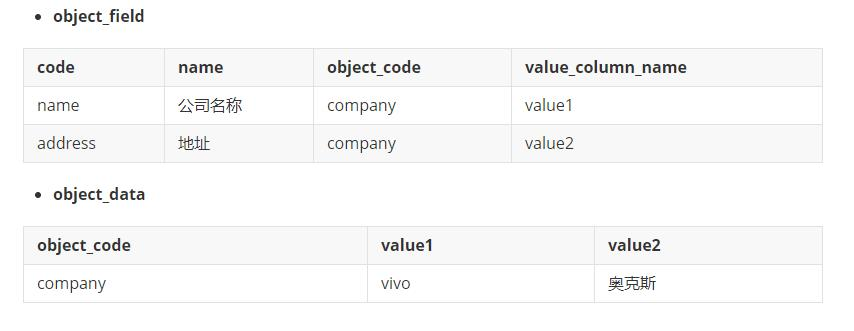 object_field
code name object_code value_column_name
name 公司名称 company value1
address 地址 company value2
object_data
object_code value1 value2
company vivo 奥克斯